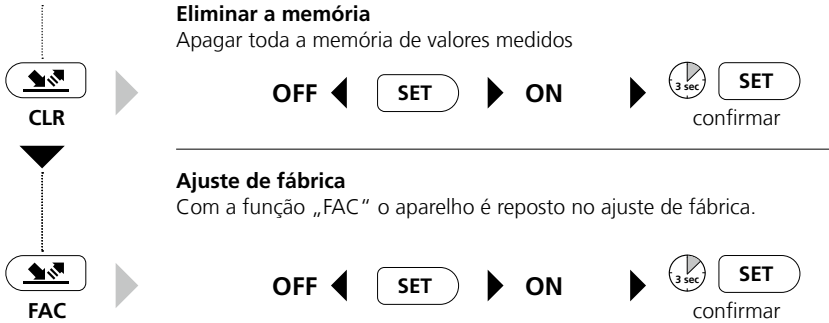 Eliminar a memória
Apagar toda a memória de valores medidos
CLR
OFF SET ON 3 sec SET
confirmar
Ajuste de fábrica
Com a função „FAC“ o aparelho é reposto no ajuste de fábrica.
FAC
OFF SET ON 3 sec SET
confirmar